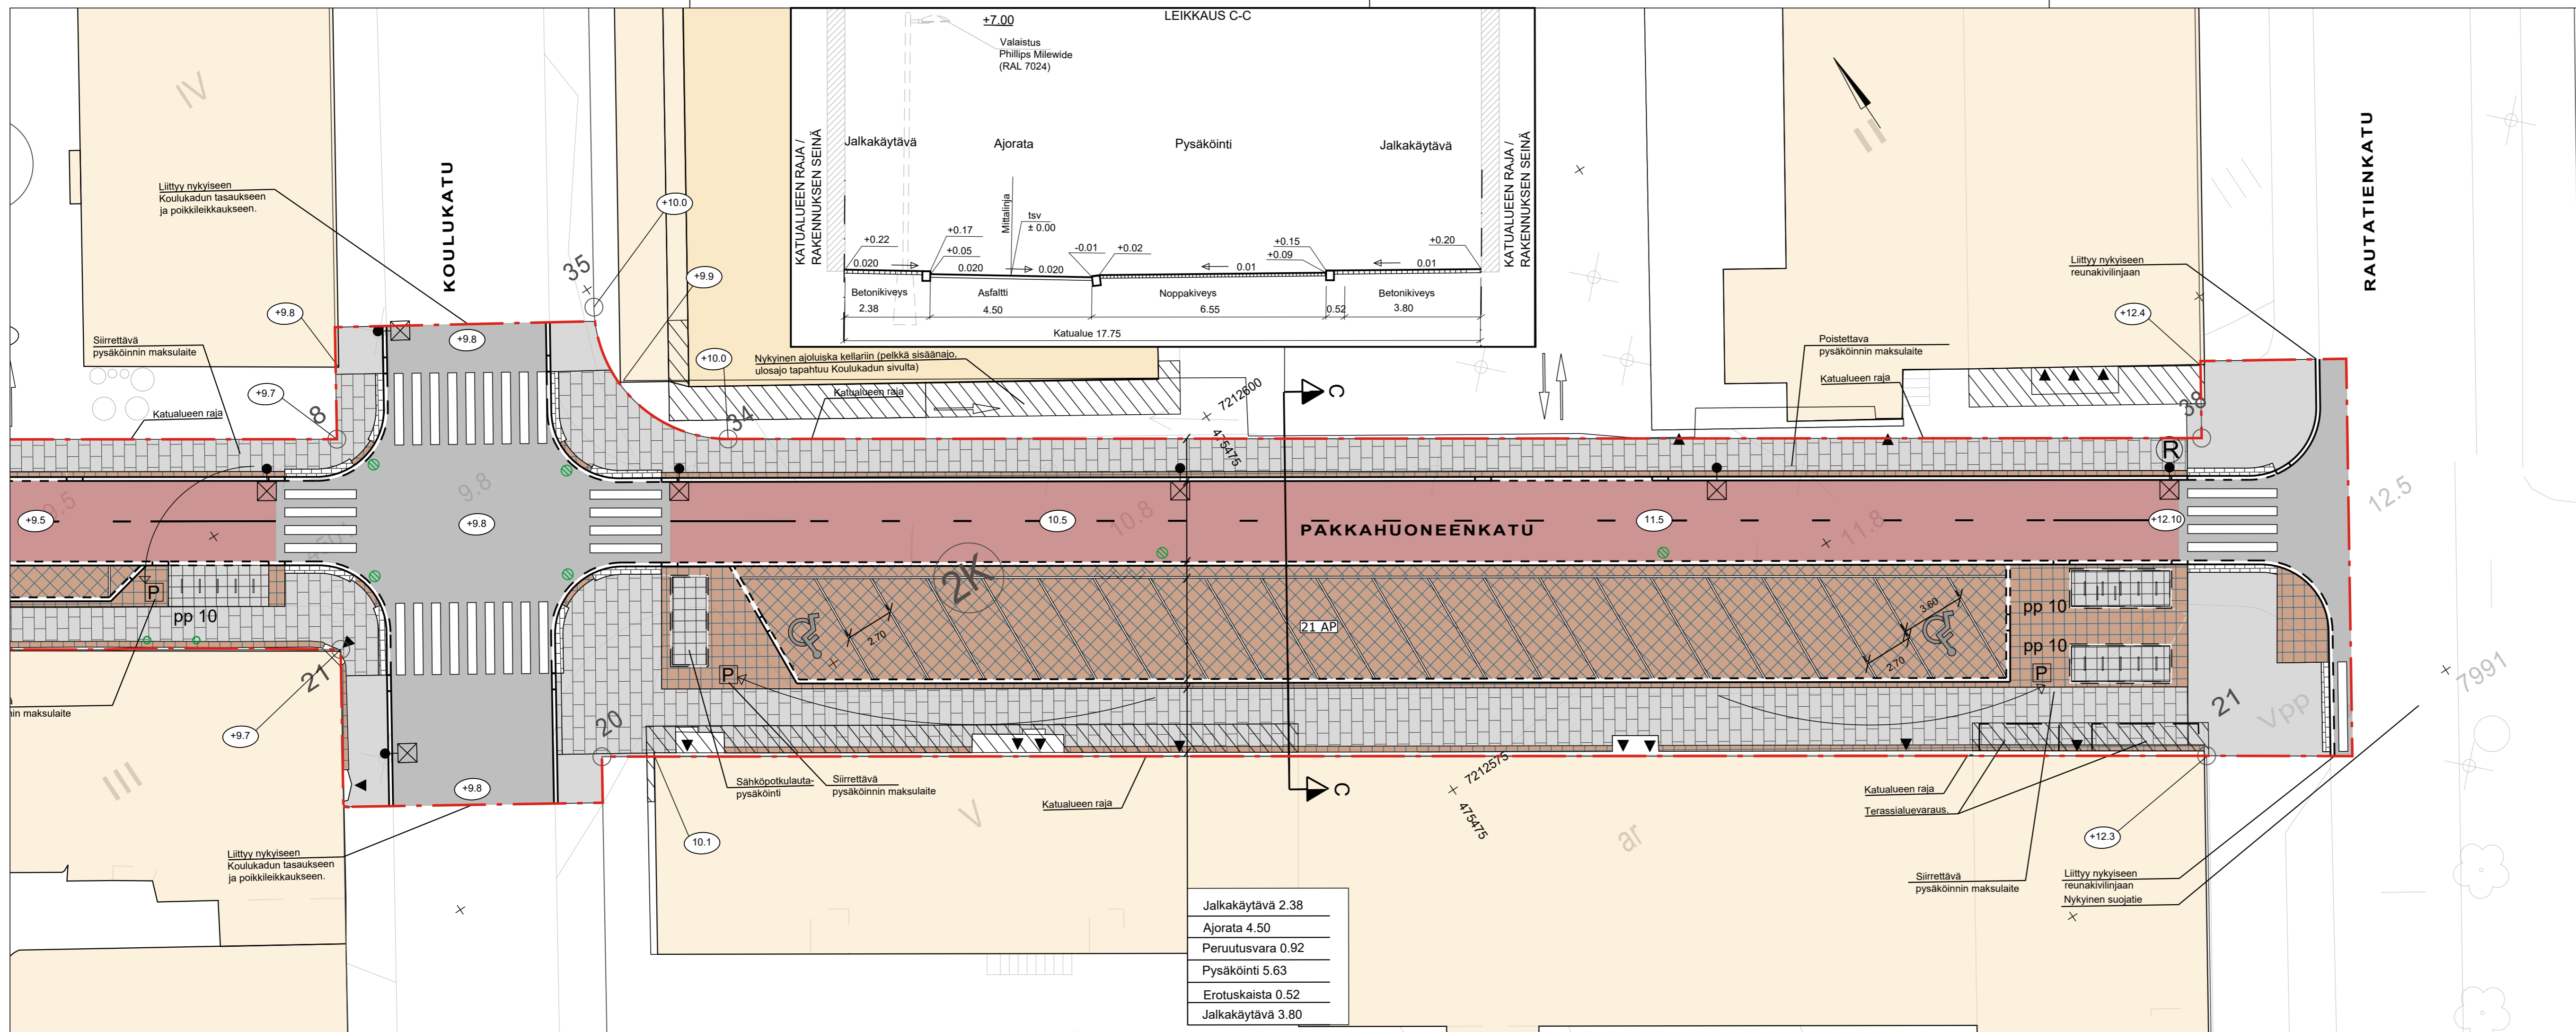 LEIKKAUS C-C
+7.00
Valaistus
Phillips Milewide
(RAL 7024)
KATUALUEEN RAJA /
RAKENNUKSEN SEINÄ
Jalkakäytävä
Ajorata
Pysäköinti
Jalkakäytävä
KATUALUEEN RAJA /
RAKENNUKSEN SEINÄ
Mittalinja
tsv
± 0.00
+0.22
+0.17
+0.05
-0.01
+0.02
+0.15
+0.09
+0.20
0.020
0.020
0.020
0.01
0.01
Betonikiveys
Asfaltti
Noppakiveys
Betonikiveys
2.38
4.50
6.55
0.52
3.80
Katualue 17.75
IV
II
KOULUKATU
RAUTATIENKATU
Liittyy nykyiseen
Koulukadun tasaukseen
ja poikkileikkaukseen.
+10.0
35
+9.9
+9.8
+9.8
+10.0
Siirrettävä
pysäköinnin maksulaite
+9.7
8
Katualueen raja
Nykyinen ajoluiska kellariin (pelkkä sisäänajo,
ulosajo tapahtuu Koulukadun sivulta)
Katualueen raja
34
7212600
475475
C
Poistettava
pysäköinnin maksulaite
Katualueen raja
Liittyy nykyiseen
reunakivilinjaan
+12.4
38
R
12.5
9.5
+9.5
9.8
+9.8
10.5
10.8
PAKKAHUONEENKATU
11.5
11.8
+12.10
2K
P
pp 10
21
P
2.70
21 AP
3.60
2.70
pp 10
pp 10
P
21
Vpp
7991
20
+9.7
+9.8
III
nin maksulaite
Liittyy nykyiseen
Koulukadun tasaukseen
ja poikkileikkaukseen.
Sähköpotkulauta-
pysäköinti
Siirrettävä
pysäköinnin maksulaite
10.1
V
Katualueen raja
C
7212575
475475
ar
Katualueen raja
Terassialuevaraus.
+12.3
Siirrettävä
pysäköinnin maksulaite
Liittyy nykyiseen
reunakivilinjaan
Nykyinen suojatie
Jalkakäytävä 2.38
Ajorata 4.50
Peruutusvara 0.92
Pysäköinti 5.63
Erotuskaista 0.52
Jalkakäytävä 3.80